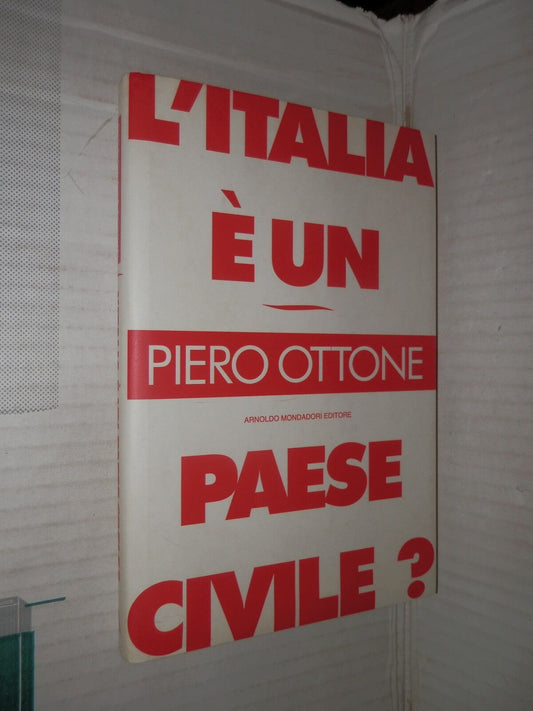 L'ITALIA
È UN
PIERO OTTONE
ARNOLDO MONDADORI EDITORE
PAESE
CIVILE?